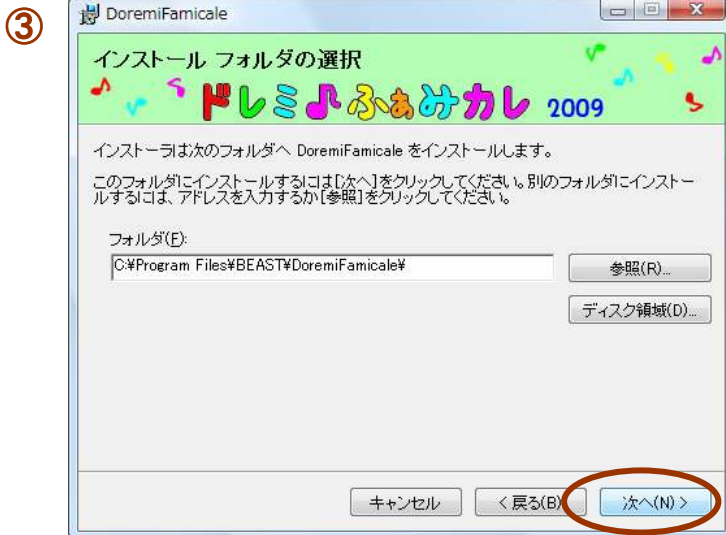 ③
DoremiFamicale
インストール フォルダの選択
ドレミ♪ふぁみカレ 2009
インストーラは次のフォルダへ DoremiFamicale をインストールします。
このフォルダにインストールするには[次へ]をクリックしてください。別のフォルダにインストー
ルするには、アドレスを入力するか[参照]をクリックしてください。
フォルダ(F):
C:¥Program Files¥BEAST¥DoremiFamicale¥
参照(R)...
ディスク領域(D)...
キャンセル
< 戻る(B)
次へ(N) >